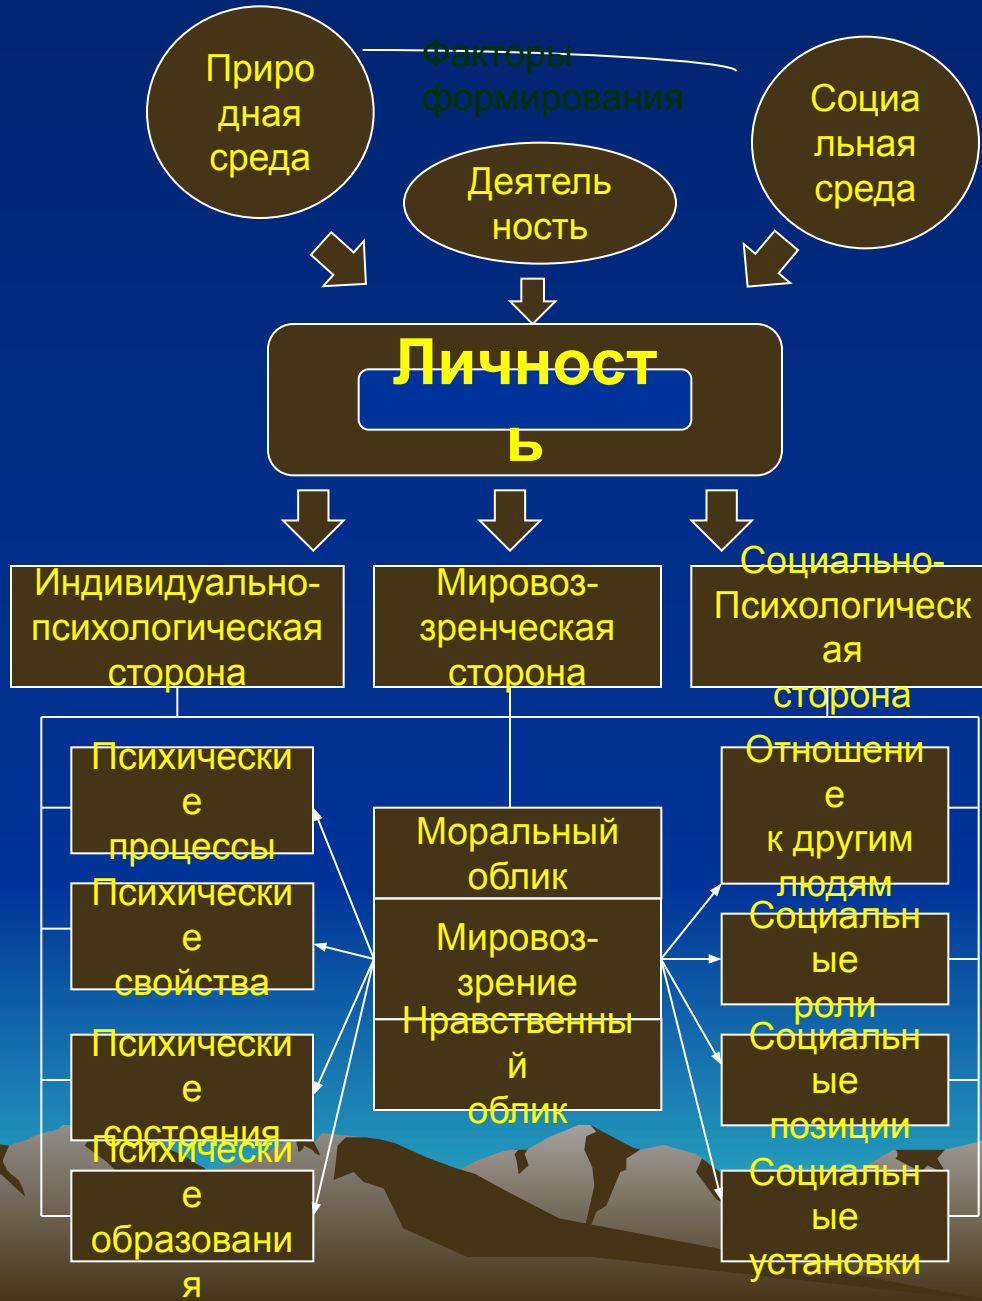 Приро
дная
среда
Факторы
формирования
Социа
льная
среда
Деятель
ность
Личност
ь
Индивидуально-
психологическая
сторона
Мировоз-
зренческая
сторона
Социально-
Психологическ
ая
сторона
Психически
е
процессы
Психически
е
свойства
Психически
е
состояния
Психически
е
образовани
я
Моральный
облик
Мировоз-
зрение
Нравственны
й
облик
Отношени
е
к другим
людям
Социальн
ые
роли
Социальн
ые
позиции
Социальн
ые
установки